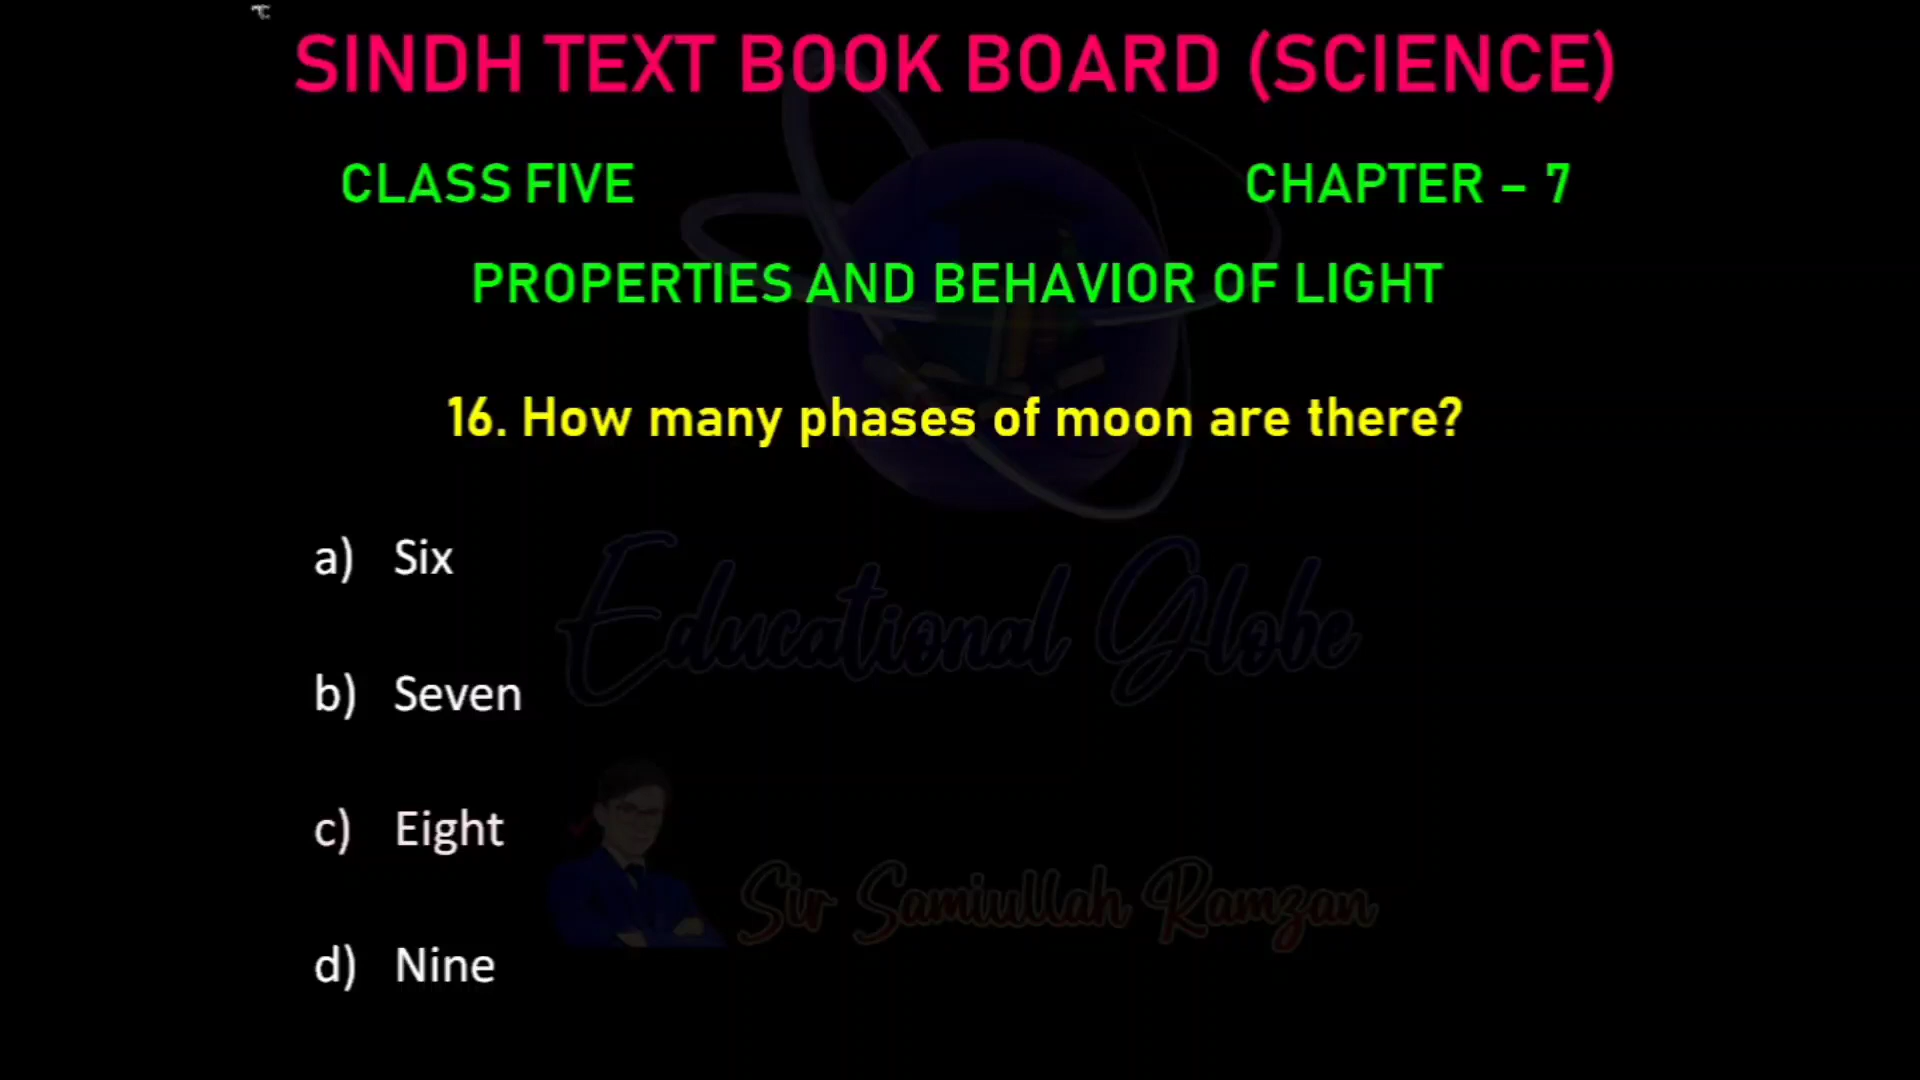 SINDH TEXT BOOK BOARD (SCIENCE)
CLASS FIVE CHAPTER – 7
PROPERTIES AND BEHAVIOR OF LIGHT
16. How many phases of moon are there?
a) Six
Educational Globe
b) Seven
c) Eight
Sir Samiullah Ramzan
d) Nine